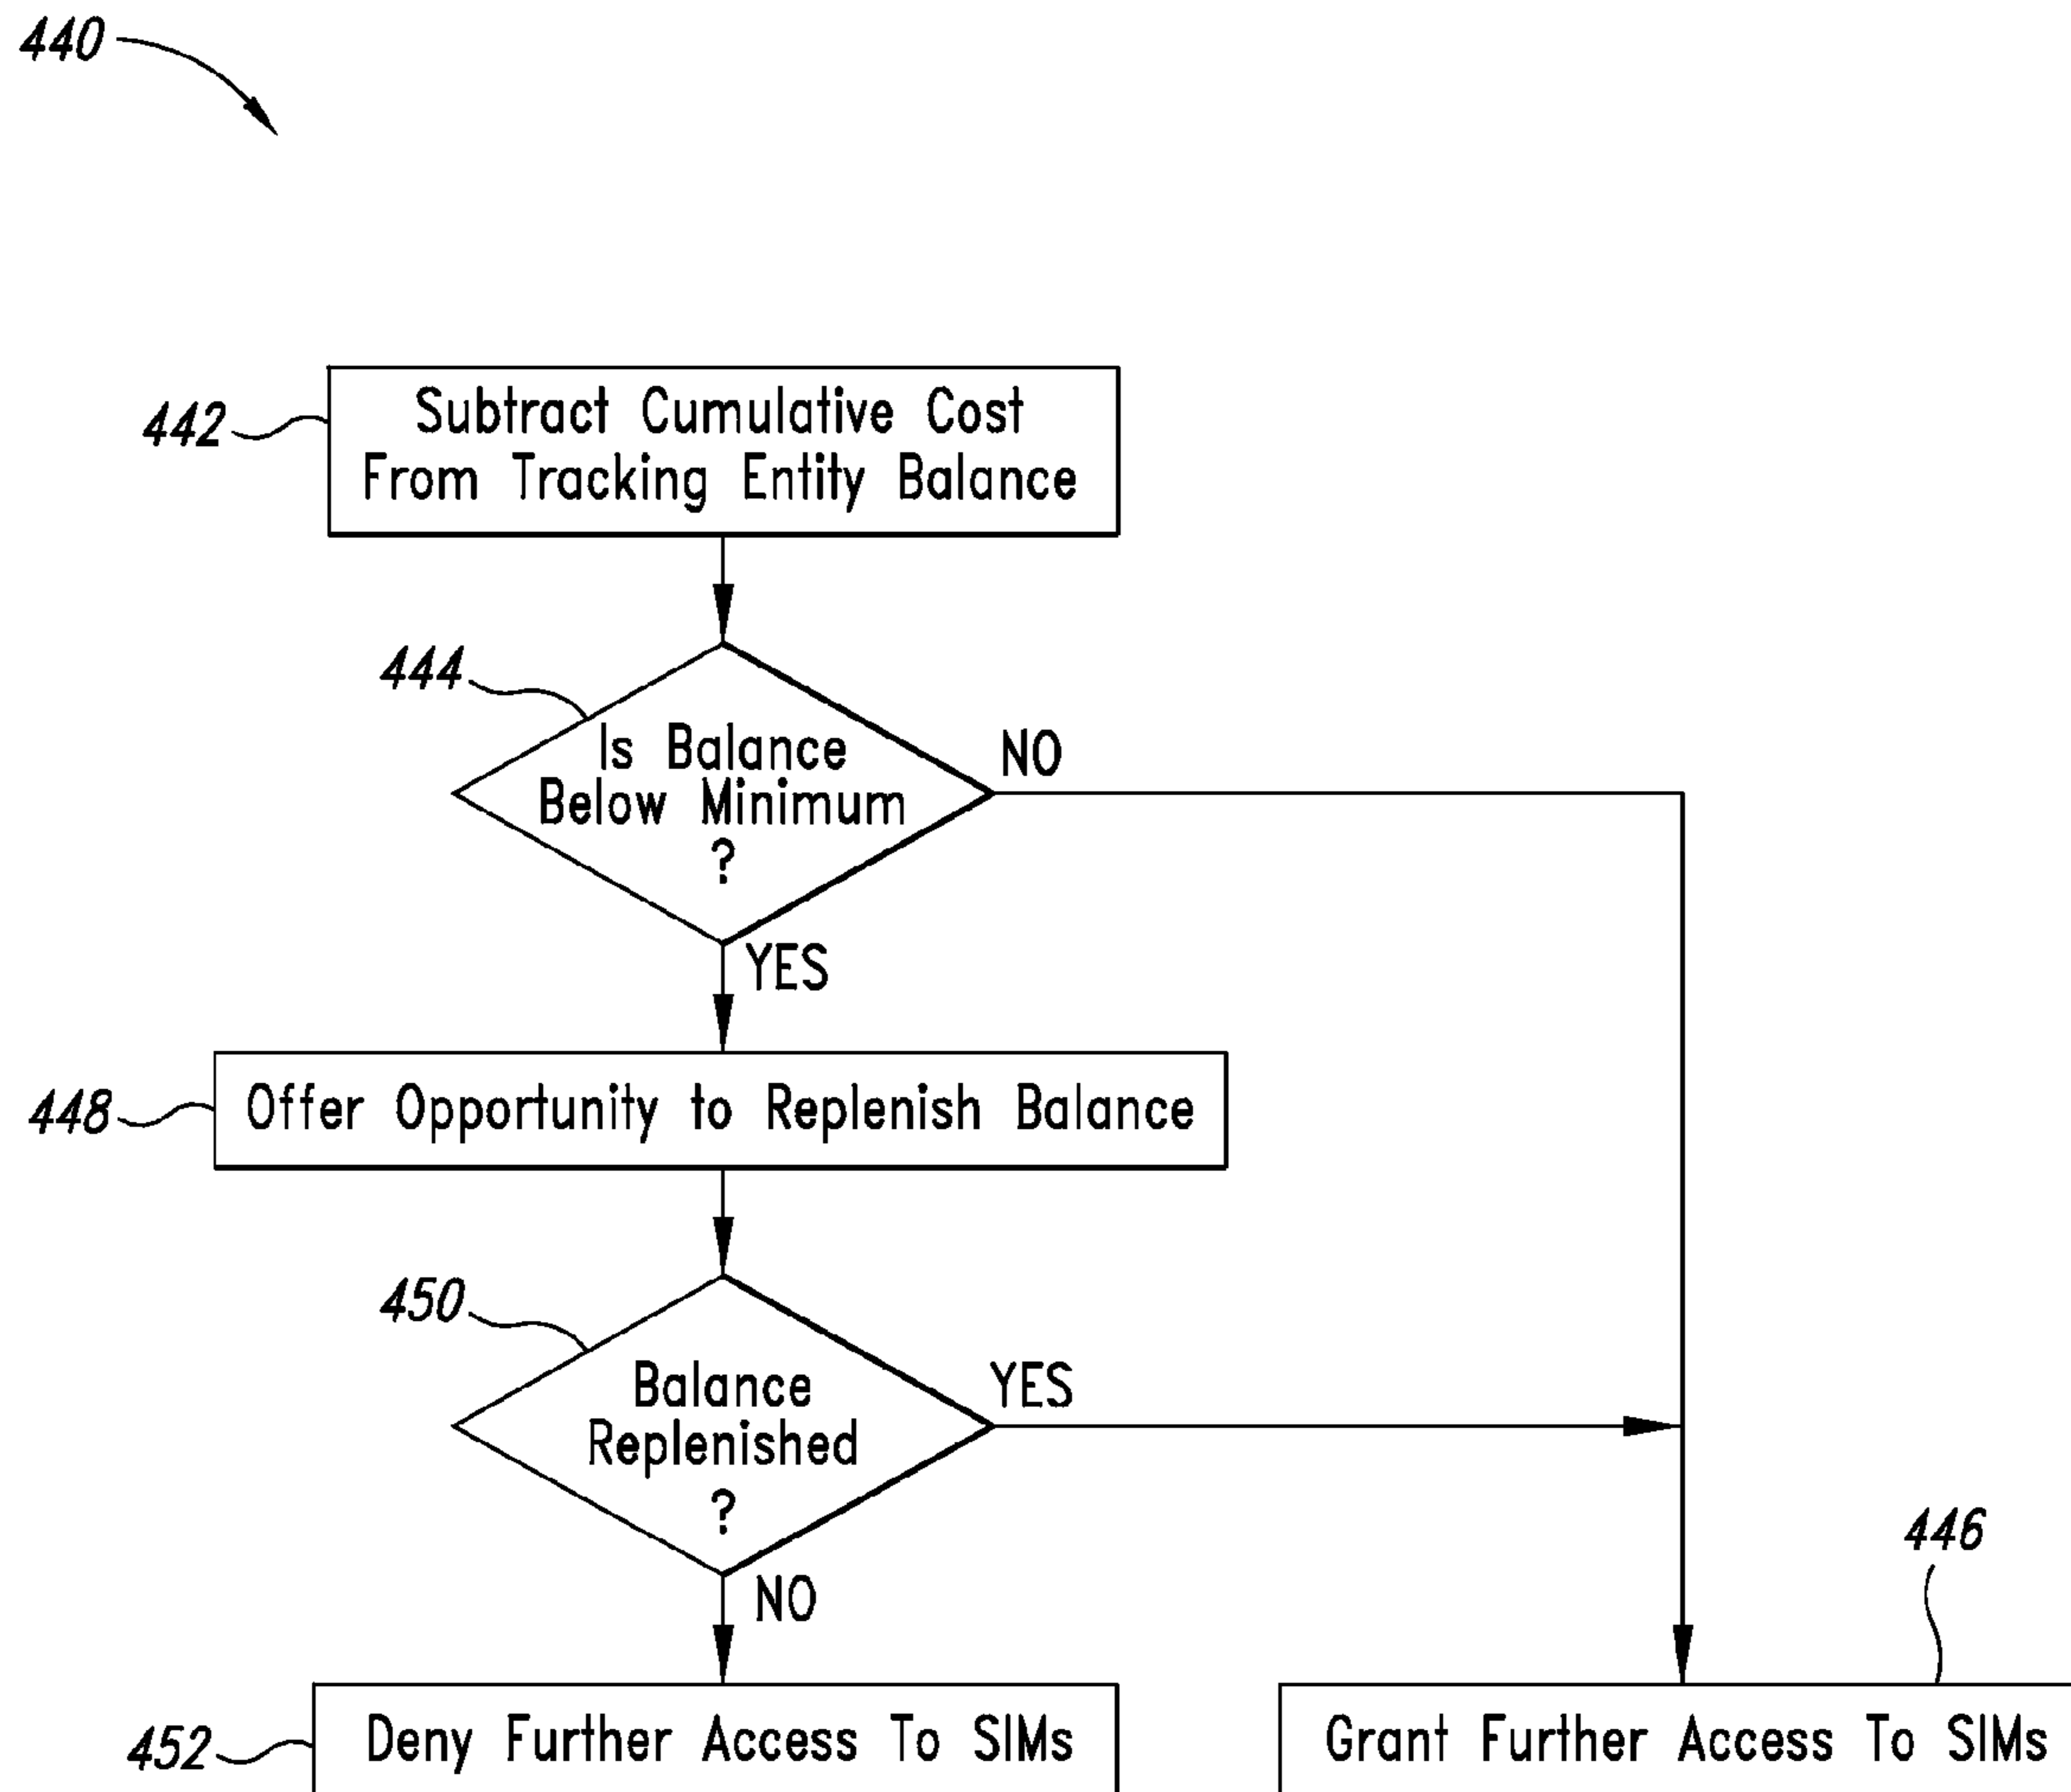 440
442
Subtract Cumulative Cost
From Tracking Entity Balance
444
Is Balance
Below Minimum
?
NO
YES
448
Offer Opportunity to Replenish Balance
450
Balance
Replenished
?
YES
NO
446
452
Deny Further Access To SIMs
Grant Further Access To SIMs